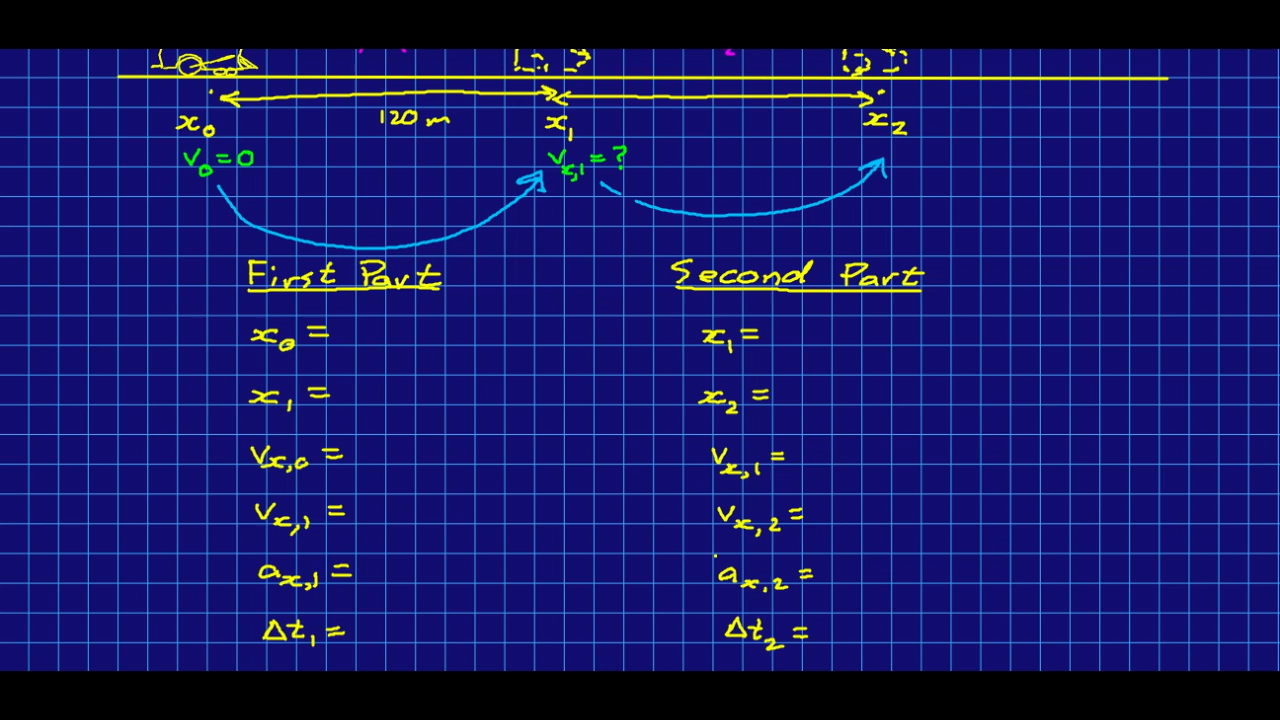 120 m
x₀ x₁ x₂
v₀ = 0 vₓ,₁ = ?
First Part Second Part
x₀ = x₁ =
x₁ = x₂ =
vₓ,₀ = vₓ,₁ =
vₓ,₁ = vₓ,₂ =
aₓ,₁ = aₓ,₂ =
Δt₁ = Δt₂ =